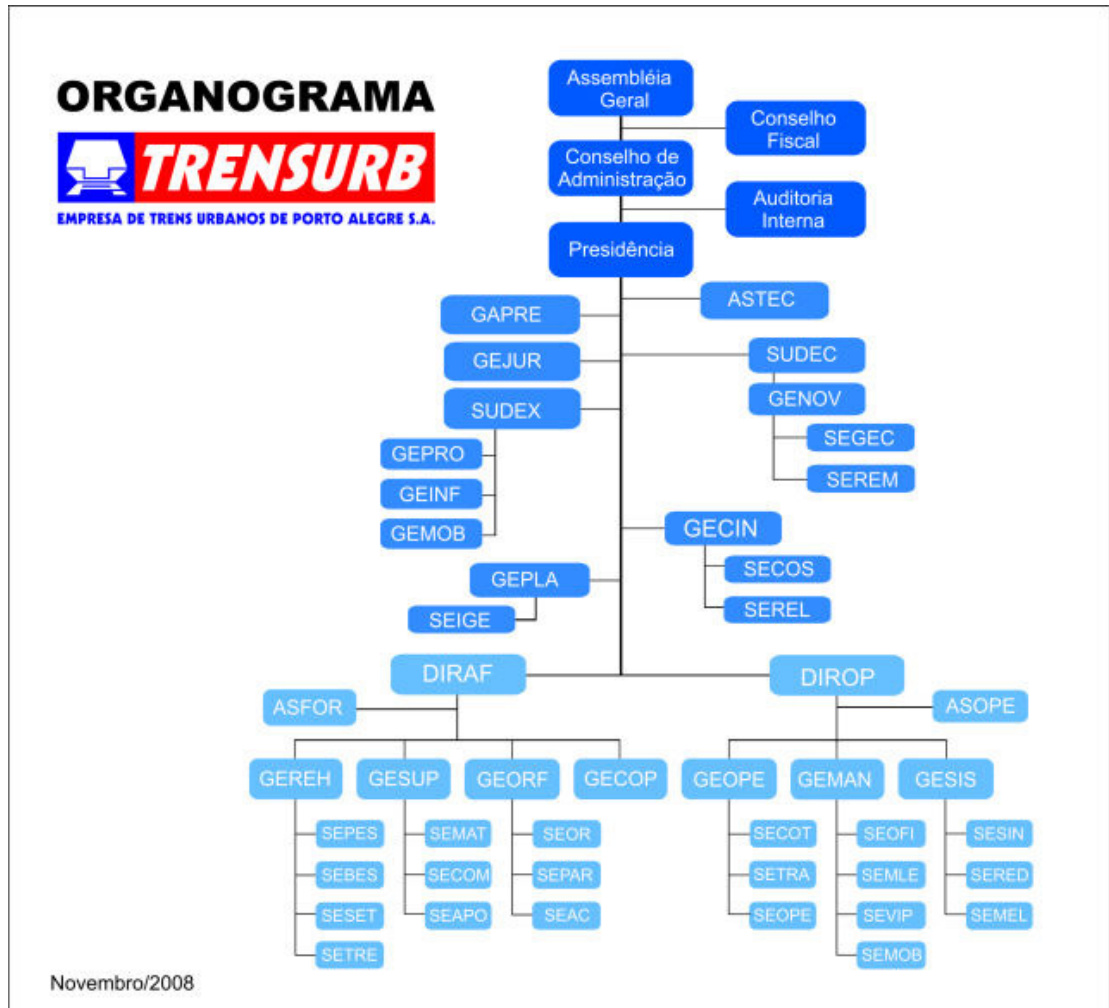 ORGANOGRAMA
TRENSURB
EMPRESA DE TRENS URBANOS DE PORTO ALEGRE S.A.
Assembléia
Geral
Conselho
Fiscal
Conselho de
Administração
Auditoria
Interna
Presidência
ASTEC
GAPRE
SUDEC
GEJUR
GENOV
SUDEX
SEGEC
GEPRO
SEREM
GEINF
GEMOB
GECIN
SECOS
GEPLA
SEREL
SEIGE
DIRAF
DIROP
ASFOR
ASOPE
GEREH GESUP GEORF GECOP GEOPE GEMAN GESIS
SEPES SEMAT SEOR SECOT SEOFI SESIN
SEBES SECOM SEPAR SETRA SEMLE SERED
SESET SEAPO SEAC SEOPE SEVIP SEMEL
SETRE SEMOB
Novembro/2008